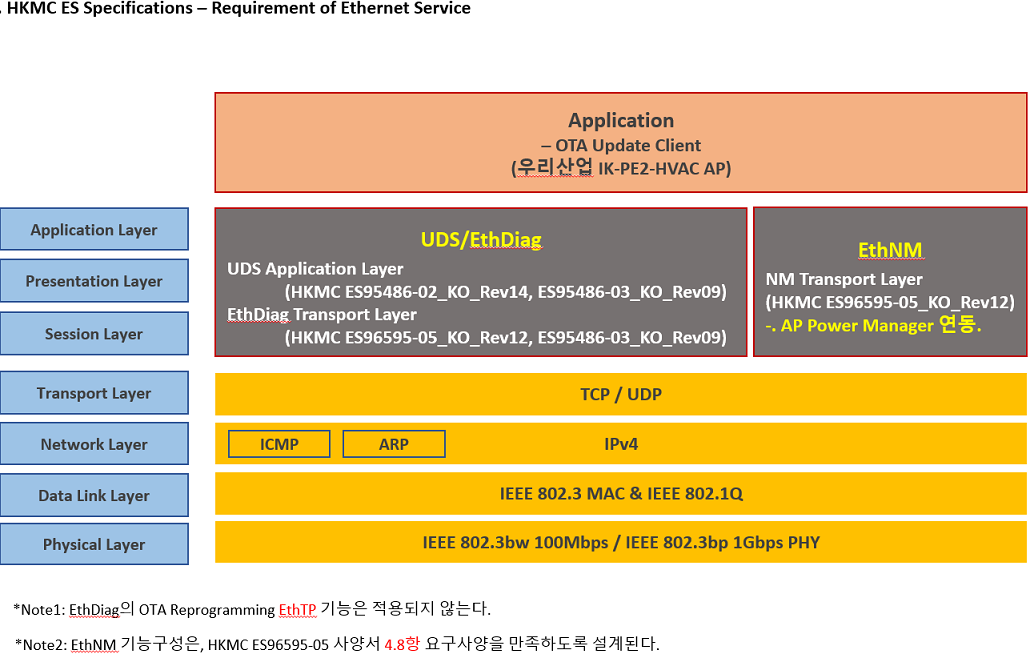 . HKMC ES Specifications – Requirement of Ethernet Service
Application
– OTA Update Client
(우리산업 IK-PE2-HVAC AP)
Application Layer
Presentation Layer
Session Layer
UDS/EthDiag
UDS Application Layer
(HKMC ES95486-02_KO_Rev14, ES95486-03_KO_Rev09)
EthDiag Transport Layer
(HKMC ES96595-05_KO_Rev12, ES95486-03_KO_Rev09)
EthNM
NM Transport Layer
(HKMC ES96595-05_KO_Rev12)
-. AP Power Manager 연동.
Transport Layer
TCP / UDP
Network Layer
ICMP
ARP
IPv4
Data Link Layer
IEEE 802.3 MAC & IEEE 802.1Q
Physical Layer
IEEE 802.3bw 100Mbps / IEEE 802.3bp 1Gbps PHY
*Note1: EthDiag의 OTA Reprogramming EthTP 기능은 적용되지 않는다.
*Note2: EthNM 기능구성은, HKMC ES96595-05 사양서 4.8항 요구사양을 만족하도록 설계된다.